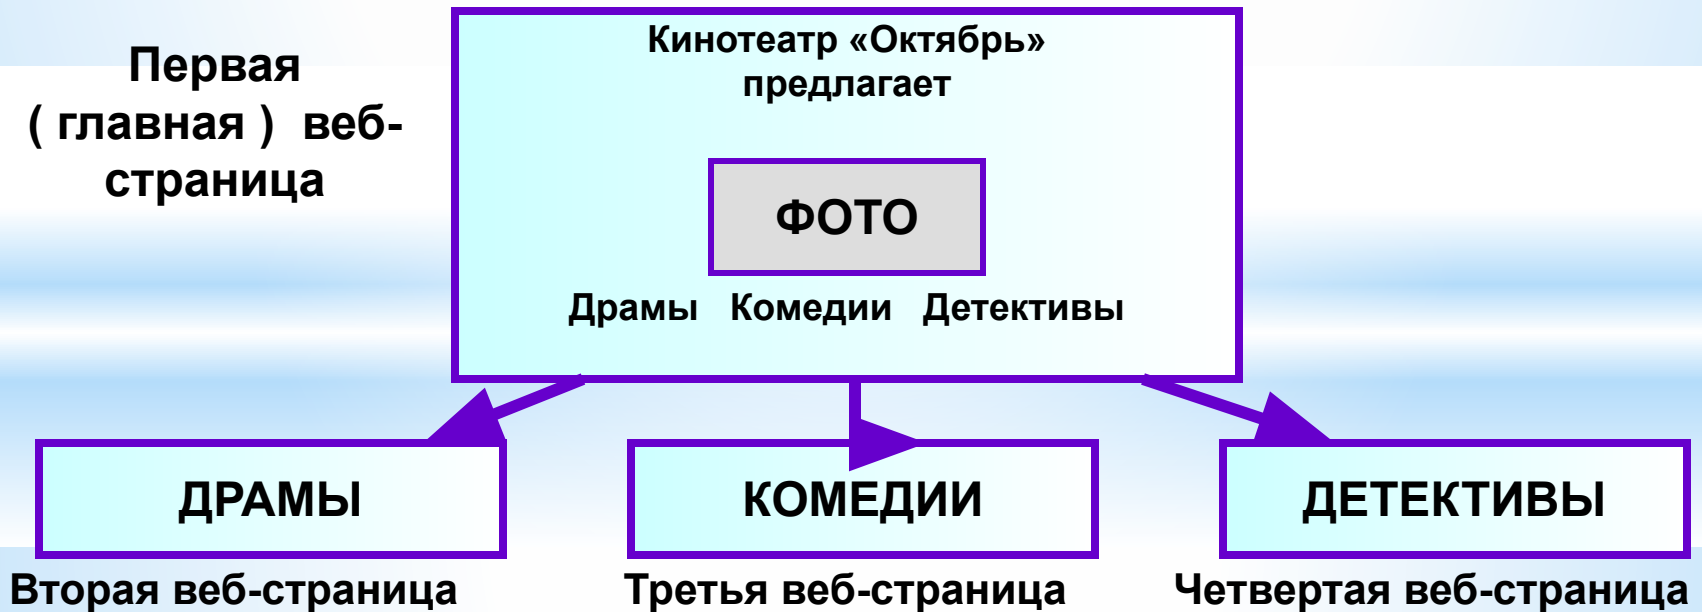 Первая
( главная ) веб-
страница
Кинотеатр «Октябрь»
предлагает
ФОТО
Драмы Комедии Детективы
ДРАМЫ
КОМЕДИИ
ДЕТЕКТИВЫ
Вторая веб-страница
Третья веб-страница
Четвертая веб-страница